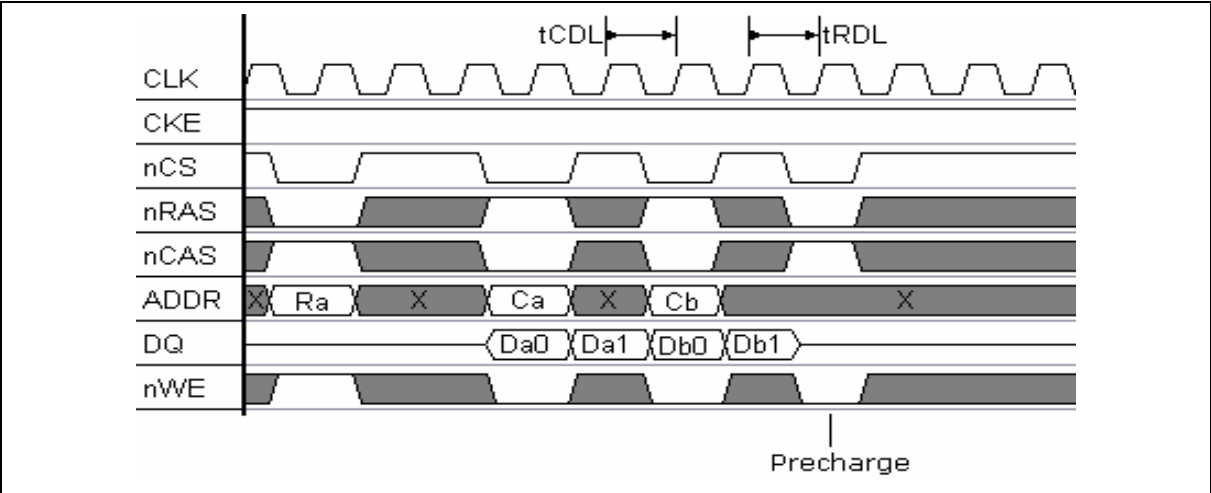 tCDL tRDL
CLK
CKE
nCS
nRAS
nCAS
ADDR X Ra X Ca X Cb X
DQ Da0 Da1 Db0 Db1
nWE
Precharge